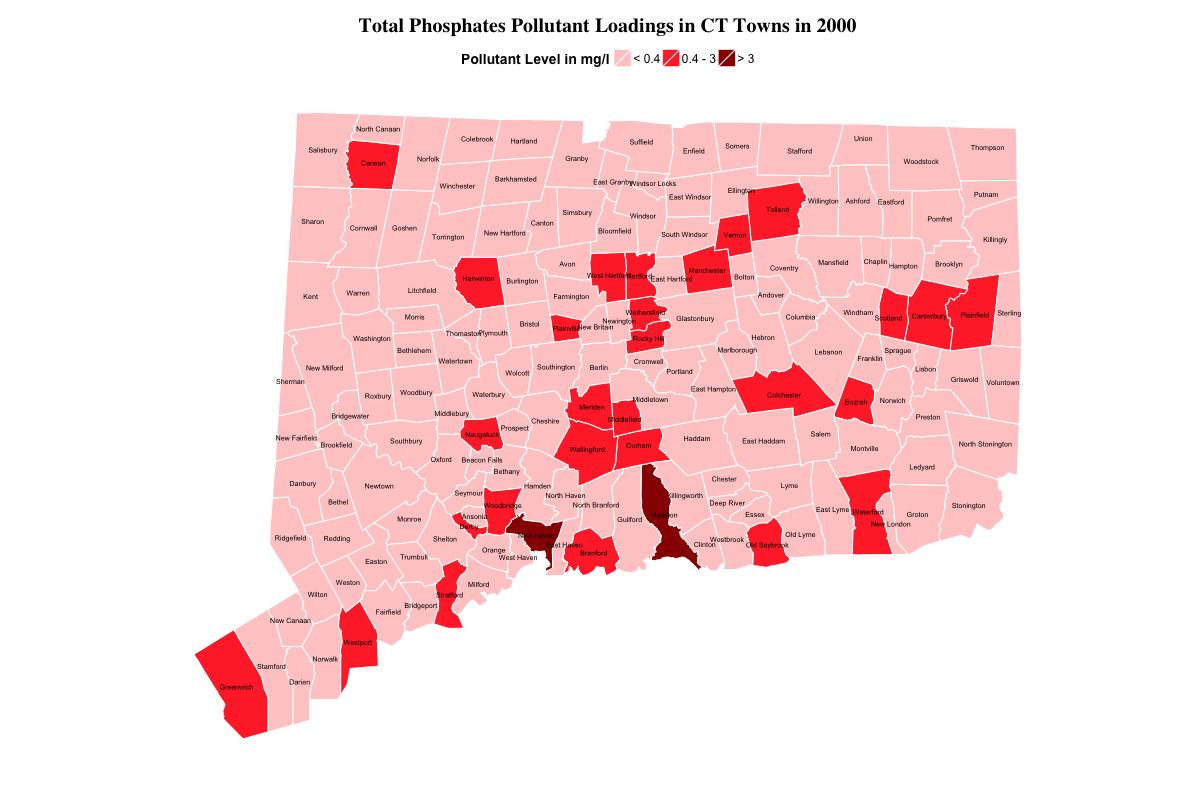 Total Phosphates Pollutant Loadings in CT Towns in 2000
Pollutant Level in mg/l < 0.4 0.4 - 3 > 3
North Canaan
Colebrook
Hartland
Suffield
Union
Salisbury
Canaan
Norfolk
Granby
Enfield
Somers
Stafford
Woodstock
Thompson
Winchester
Barkhamsted
East Granby
Windsor Locks
East Windsor
Ellington
Tolland
Willington
Ashford
Eastford
Putnam
Sharon
Cornwall
Goshen
Torrington
New Hartford
Canton
Simsbury
Bloomfield
Windsor
South Windsor
Vernon
Pomfret
Killingly
Kent
Warren
Litchfield
Harwinton
Burlington
Avon
Farmington
West Hartford
Hartford
East Hartford
Manchester
Bolton
Coventry
Mansfield
Chaplin
Hampton
Brooklyn
Andover
Morris
Washington
Bethlehem
Thomaston
Plymouth
Bristol
Plainville
New Britain
Newington
Wethersfield
Rocky Hill
Glastonbury
Columbia
Windham
Scotland
Canterbury
Plainfield
Sterling
New Milford
Watertown
Wolcott
Southington
Berlin
Cromwell
Portland
Marlborough
Hebron
Lebanon
Franklin
Sprague
Lisbon
Griswold
Voluntown
Sherman
Roxbury
Woodbury
Waterbury
East Hampton
Colchester
Bozrah
Norwich
Preston
Bridgewater
Middlebury
Cheshire
Meriden
Middletown
Middlefield
New Fairfield
Brookfield
Southbury
Naugatuck
Prospect
Wallingford
Durham
Haddam
East Haddam
Salem
Montville
North Stonington
Oxford
Beacon Falls
Bethany
Ledyard
Danbury
Bethel
Newtown
Seymour
Hamden
Woodbridge
North Haven
North Branford
Guilford
Killingworth
Chester
Deep River
Essex
Lyme
East Lyme
Waterford
New London
Groton
Stonington
Monroe
Ansonia
Derby
Ridgefield
Redding
Shelton
Orange
New Haven
West Haven
East Haven
Branford
Clinton
Westbrook
Old Saybrook
Old Lyme
Easton
Trumbull
Weston
Wilton
Milford
Stratford
Bridgeport
Fairfield
New Canaan
Westport
Norwalk
Stamford
Darien
Greenwich